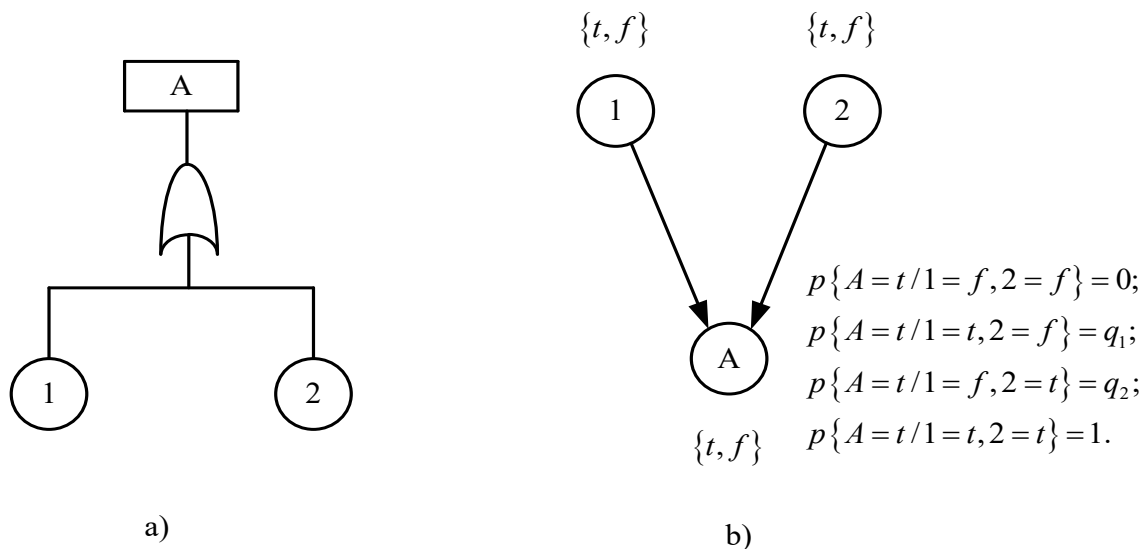 A
1
2
a)
{t, f}
{t, f}
1
2
A
{t, f}
p{A = t / 1 = f, 2 = f} = 0;
p{A = t / 1 = t, 2 = f} = q₁;
p{A = t / 1 = f, 2 = t} = q₂;
p{A = t / 1 = t, 2 = t} = 1.
b)